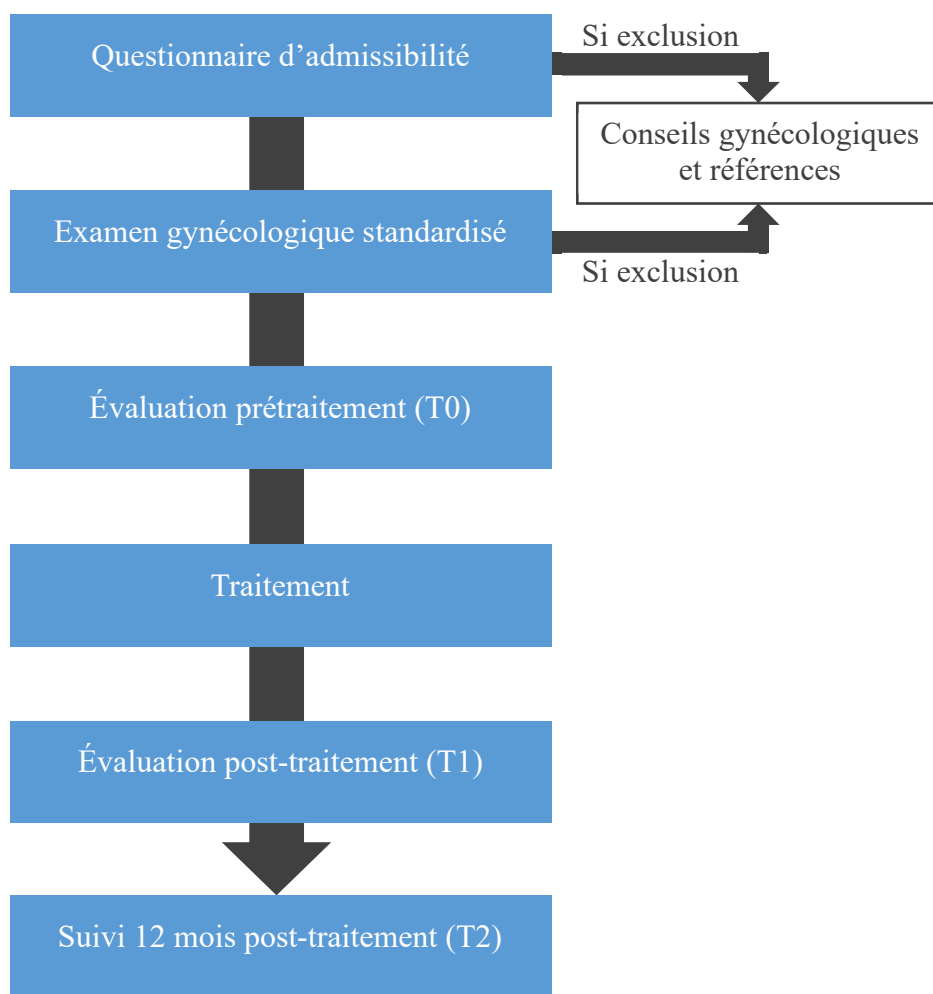 Questionnaire d’admissibilité
Si exclusion
Conseils gynécologiques
et références
Examen gynécologique standardisé
Si exclusion
Évaluation prétraitement (T0)
Traitement
Évaluation post-traitement (T1)
Suivi 12 mois post-traitement (T2)